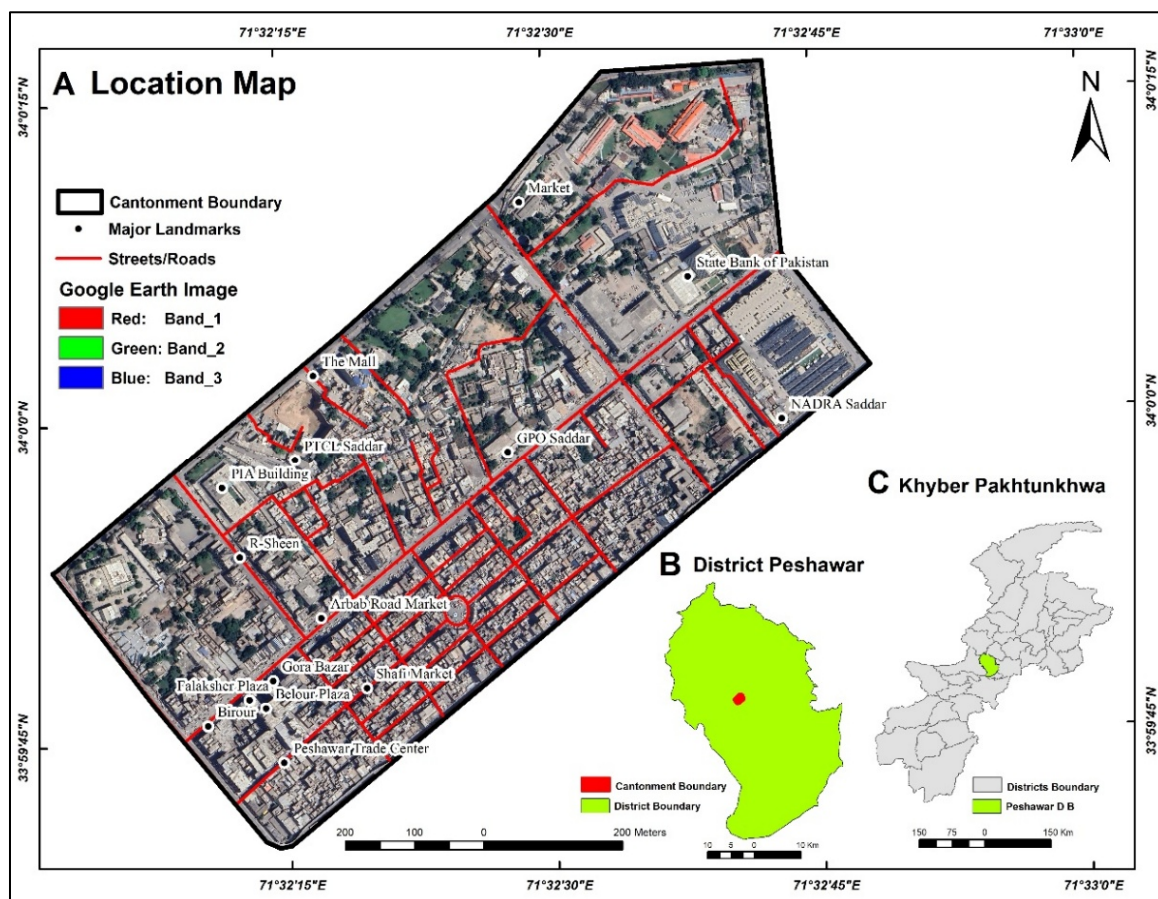 71°32'15"E
71°32'30"E
71°32'45"E
71°33'0"E
A Location Map
N
34°0'15"N
34°0'15"N
Cantonment Boundary
Major Landmarks
Streets/Roads
Google Earth Image
Red: Band_1
Green: Band_2
Blue: Band_3
Market
State Bank of Pakistan
The Mall
NADRA Saddar
34°0'0"N
34°0'0"N
GPO Saddar
PTCL Saddar
PIA Building
R-Sheen
Arbab Road Market
Gora Bazar
Shafi Market
Falaksher Plaza
Belour Plaza
Birour
Peshawar Trade Center
33°59'45"N
33°59'45"N
C Khyber Pakhtunkhwa
B District Peshawar
Cantonment Boundary
District Boundary
Districts Boundary
Peshawar D B
200 100 0 200 Meters
10 5 0 10 Km
150 75 0 150 Km
71°32'15"E
71°32'30"E
71°32'45"E
71°33'0"E